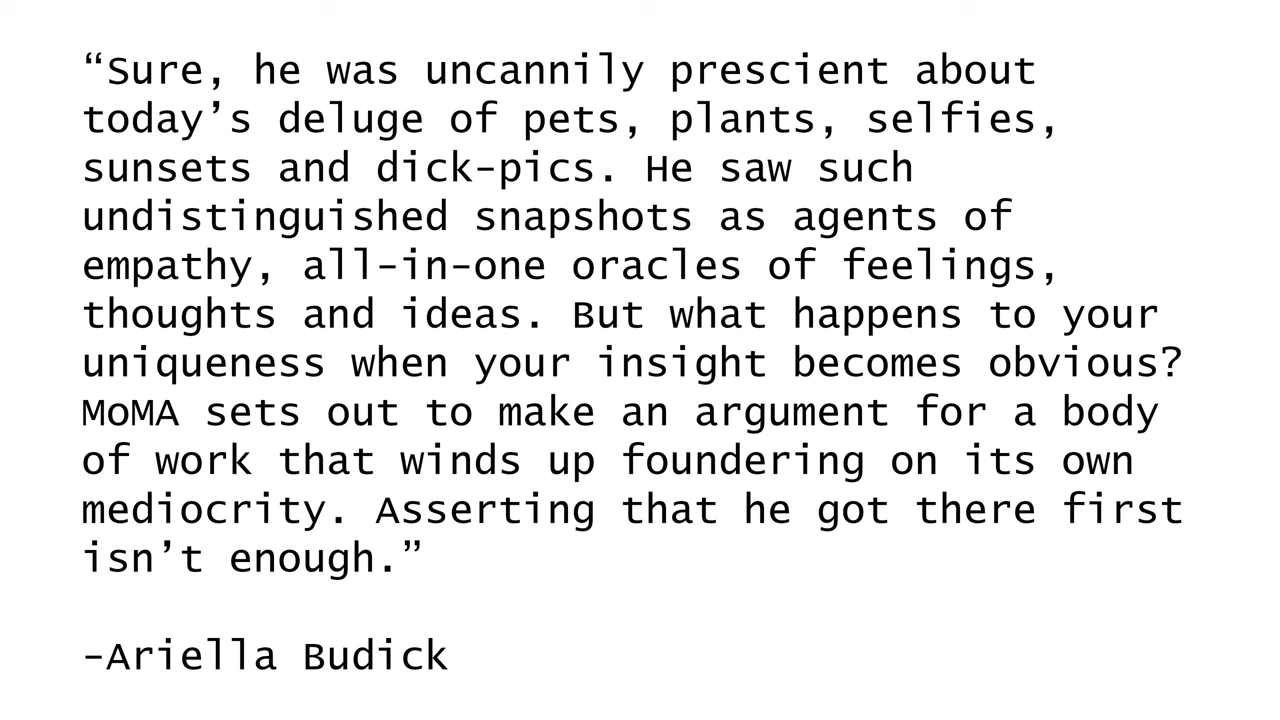 “Sure, he was uncannily prescient about
today’s deluge of pets, plants, selfies,
sunsets and dick-pics. He saw such
undistinguished snapshots as agents of
empathy, all-in-one oracles of feelings,
thoughts and ideas. But what happens to your
uniqueness when your insight becomes obvious?
MoMA sets out to make an argument for a body
of work that winds up foundering on its own
mediocrity. Asserting that he got there first
isn’t enough.”
-Ariella Budick